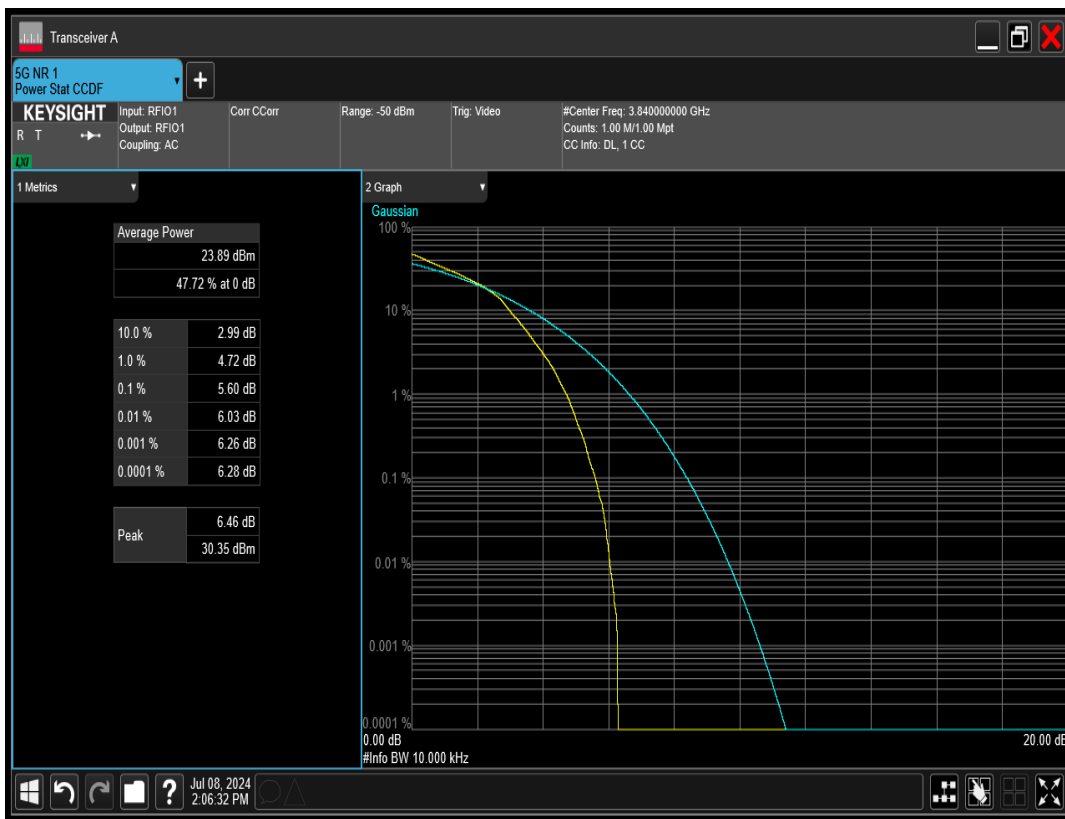 Transceiver A
5G NR 1
Power Stat CCDF
+
KEYSIGHT
R T
LXI
Input: RFIO1
Output: RFIO1
Coupling: AC
Corr CCorr
Range: -50 dBm
Trig: Video
#Center Freq: 3.840000000 GHz
Counts: 1.00 M/1.00 Mpt
CC Info: DL, 1 CC
1 Metrics
Average Power
23.89 dBm
47.72 % at 0 dB
10.0 % 2.99 dB
1.0 % 4.72 dB
0.1 % 5.60 dB
0.01 % 6.03 dB
0.001 % 6.26 dB
0.0001 % 6.28 dB
Peak
6.46 dB
30.35 dBm
2 Graph
Gaussian
100 %
10 %
1 %
0.1 %
0.01 %
0.001 %
0.0001 %
0.00 dB
20.00 dB
#Info BW 10.000 kHz
?
Jul 08, 2024
2:06:32 PM